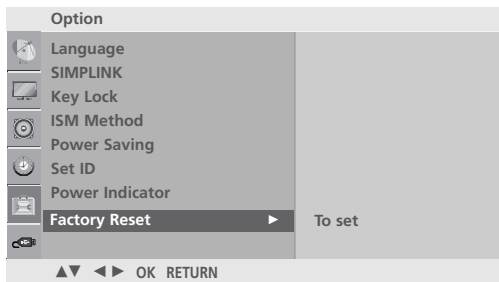 Option
Language
SIMPLINK
Key Lock
ISM Method
Power Saving
Set ID
Power Indicator
Factory Reset ► To set
▲▼ ◄► OK RETURN